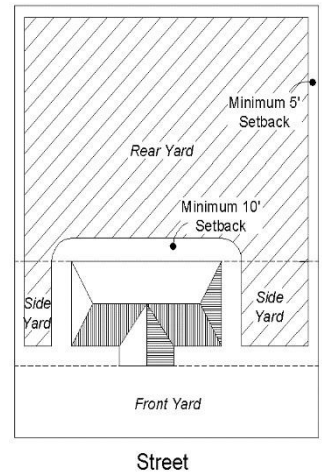 Minimum 5'
Setback
Rear Yard
Minimum 10'
Setback
Side
Yard
Side
Yard
Front Yard
Street